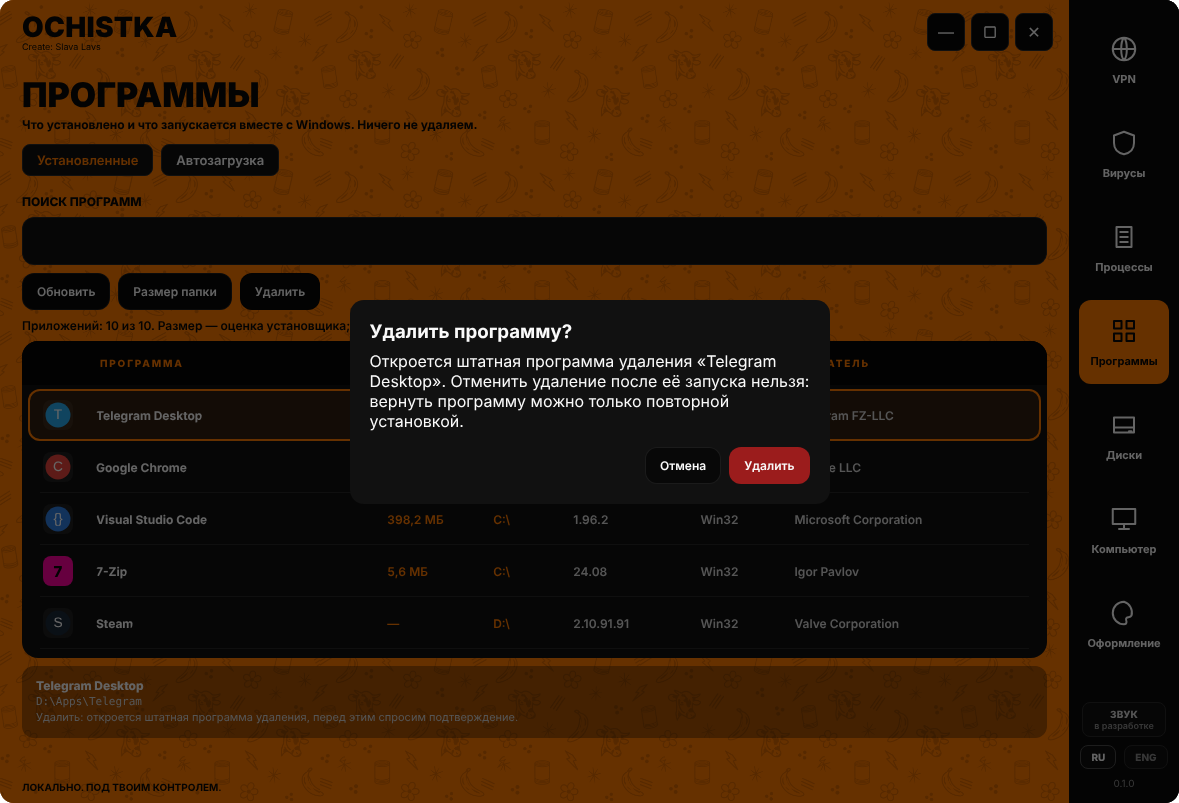 OCHISTKA
Create: Slava Lavs
ПРОГРАММЫ
Что установлено и что запускается вместе с Windows. Ничего не удаляем.
Установленные
Автозагрузка
ПОИСК ПРОГРАММ
Обновить
Размер папки
Удалить
Приложений: 10 из 10. Размер — оценка установщика;
ПРОГРАММА
АТЕЛЬ
T
Telegram Desktop
ram FZ-LLC
C
Google Chrome
e LLC
{} Visual Studio Code 398,2 МБ C:\ 1.96.2 Win32 Microsoft Corporation
7 7-Zip 5,6 МБ C:\ 24.08 Win32 Igor Pavlov
S Steam — D:\ 2.10.91.91 Win32 Valve Corporation
Удалить программу?
Откроется штатная программа удаления «Telegram
Desktop». Отменить удаление после её запуска нельзя:
вернуть программу можно только повторной
установкой.
Отмена
Удалить
Telegram Desktop
D:\Apps\Telegram
Удалить: откроется штатная программа удаления, перед этим спросим подтверждение.
ЛОКАЛЬНО. ПОД ТВОИМ КОНТРОЛЕМ.
VPN
Вирусы
Процессы
Программы
Диски
Компьютер
Оформление
ЗВУК
в разработке
RU
ENG
0.1.0